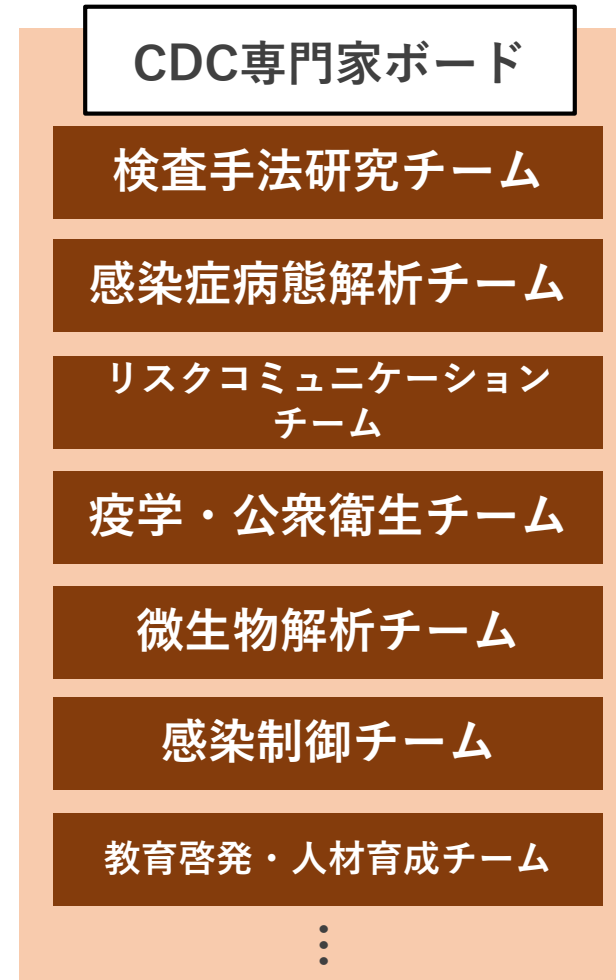 CDC専門家ボード
検査手法研究チーム
感染症病態解析チーム
リスクコミュニケーション
チーム
疫学・公衆衛生チーム
微生物解析チーム
感染制御チーム
教育啓発・人材育成チーム
⋮